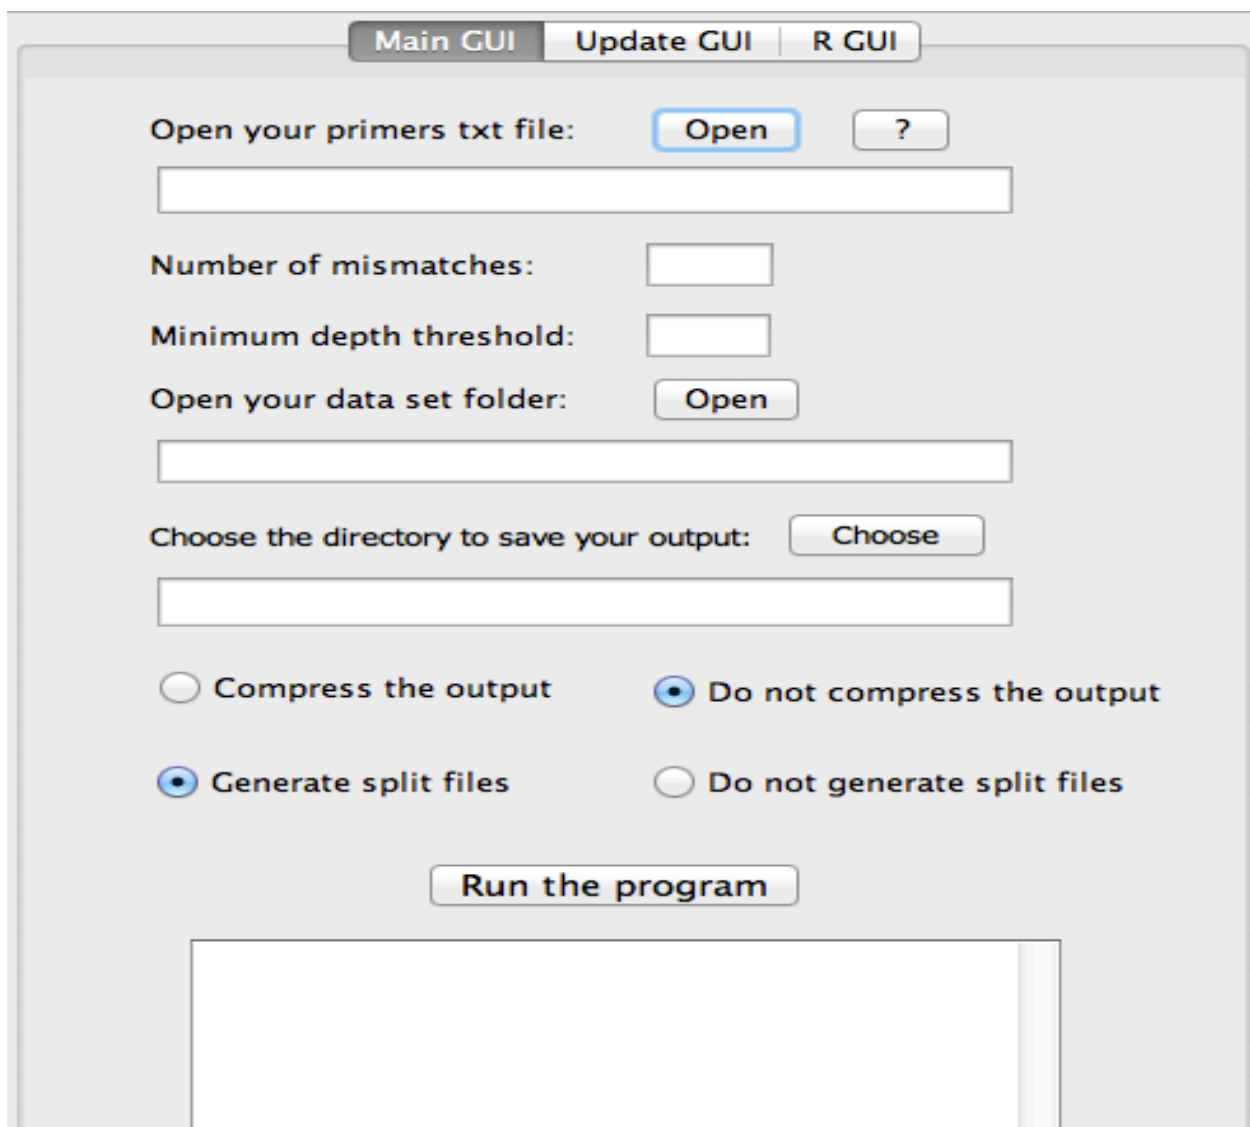 Main GUI Update GUI R GUI
Open your primers txt file: Open ?
Number of mismatches:
Minimum depth threshold:
Open your data set folder: Open
Choose the directory to save your output: Choose
Compress the output Do not compress the output
Generate split files Do not generate split files
Run the program